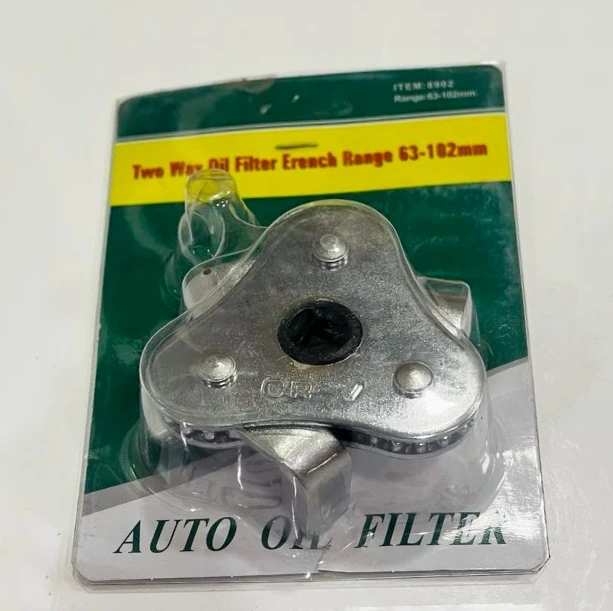 ITEM:8902
Range:63-102mm
Two Way Oil Filter Erench Range 63-102mm
CR-V
AUTO OIL FILTER